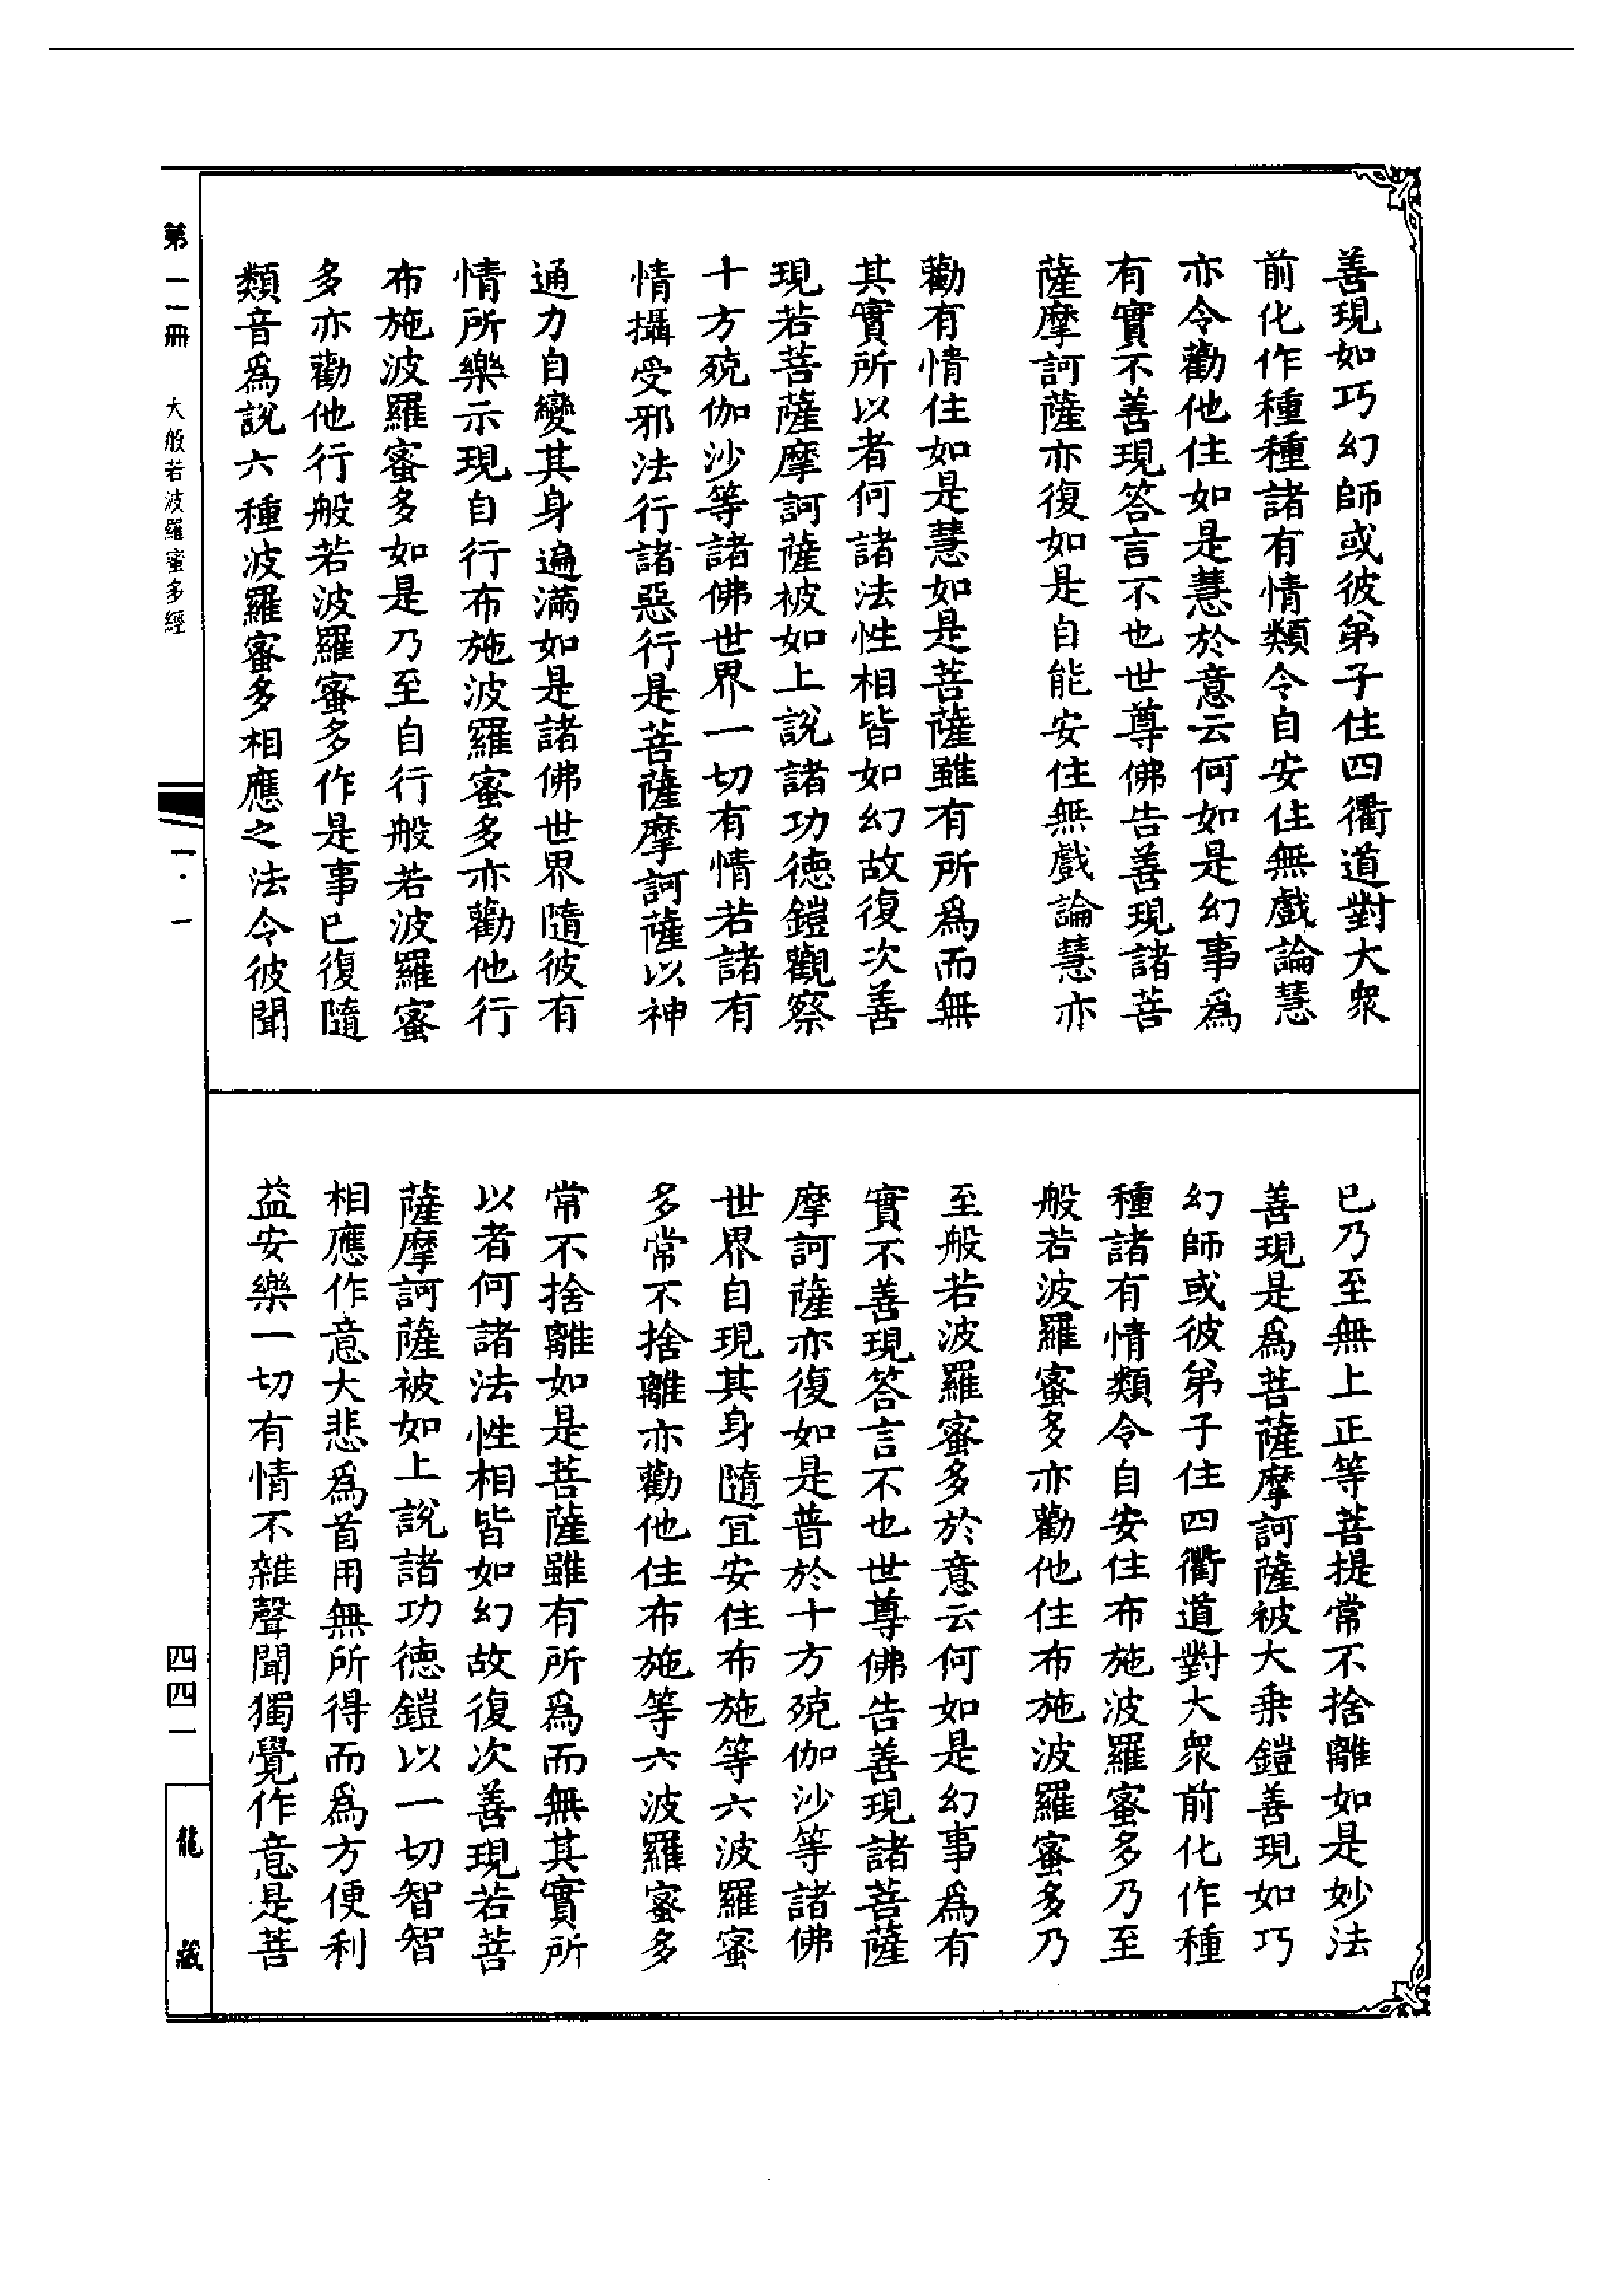 善現如巧幻師或彼弟子住四衢道對大衆
前化作種種諸有情類令自安住無戲論慧
亦令勸他住如是慧於意云何如是幻事爲
有實不善現答言不也世尊佛告善現諸菩
薩摩訶薩亦復如是自能安住無戲論慧亦
勸有情住如是慧如是菩薩雖有所爲而無
其實所以者何諸法性相皆如幻故復次善
現若菩薩摩訶薩被如上說諸功德鎧觀察
十方殑伽沙等諸佛世界一切有情若諸有
情攝受邪法行諸惡行是菩薩摩訶薩以神
通力自變其身遍滿如是諸佛世界隨彼有
情所樂示現自行布施波羅蜜多亦勸他行
布施波羅蜜多如是乃至自行般若波羅蜜
多亦勸他行般若波羅蜜多作是事已復隨
類音爲說六種波羅蜜多相應之法令彼聞
已乃至無上正等菩提常不捨離如是妙法
善現是爲菩薩摩訶薩被大乗鎧善現如巧
幻師或彼弟子住四衢道對大衆前化作種
種諸有情類令自安住布施波羅蜜多乃至
般若波羅蜜多亦勸他住布施波羅蜜多乃
至般若波羅蜜多於意云何如是幻事爲有
實不善現答言不也世尊佛告善現諸菩薩
摩訶薩亦復如是普於十方殑伽沙等諸佛
世界自現其身隨宜安住布施等六波羅蜜
多常不捨離亦勸他住布施等六波羅蜜多
常不捨離如是菩薩雖有所爲而無其實所
以者何諸法性相皆如幻故復次善現若菩
薩摩訶薩被如上說諸功德鎧以一切智智
相應作意大悲爲首用無所得而爲方便利
益安樂一切有情不雜聲聞獨覺作意是菩
第二冊 大般若波羅蜜多經
一·一
四四一
龍藏